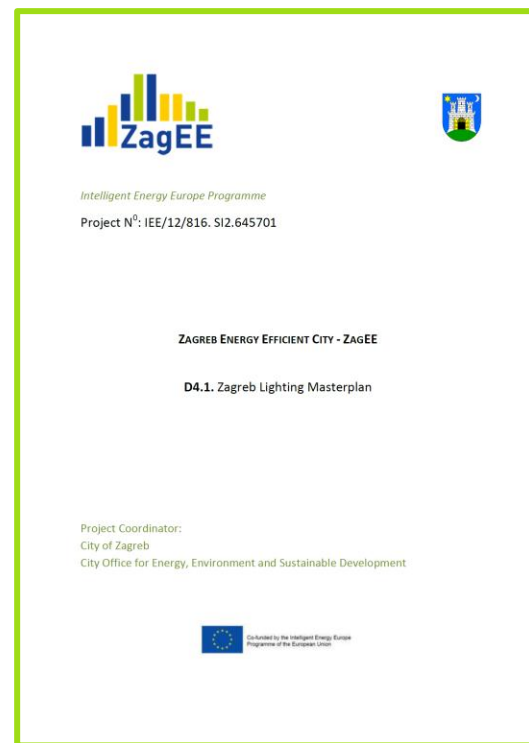 ZagEE
Intelligent Energy Europe Programme
Project N⁰: IEE/12/816. SI2.645701
ZAGREB ENERGY EFFICIENT CITY - ZAGEE
D4.1. Zagreb Lighting Masterplan
Project Coordinator:
City of Zagreb
City Office for Energy, Environment and Sustainable Development
Co-funded by the Intelligent Energy Europe
Programme of the European Union